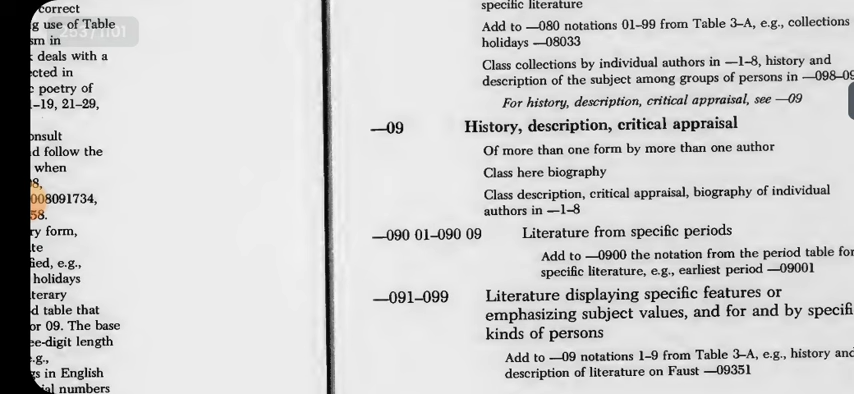 correct
g use of Table
sm in
deals with a
ected in
c poetry of
1–19, 21–29,
onsult
d follow the
when
8,
008091734,
58.
ry form,
te
fied, e.g.,
holidays
terary
d table that
or 09. The base
ee-digit length
e.g.,
gs in English
ial numbers
253/1101
specific literature
Add to —080 notations 01–99 from Table 3–A, e.g., collections
holidays —08033
Class collections by individual authors in —1–8, history and
description of the subject among groups of persons in —098–09
For history, description, critical appraisal, see —09
—09 History, description, critical appraisal
Of more than one form by more than one author
Class here biography
Class description, critical appraisal, biography of individual
authors in —1–8
—090 01–090 09 Literature from specific periods
Add to —0900 the notation from the period table for
specific literature, e.g., earliest period —09001
—091–099 Literature displaying specific features or
emphasizing subject values, and for and by specifi
kinds of persons
Add to —09 notations 1–9 from Table 3–A, e.g., history and
description of literature on Faust —09351